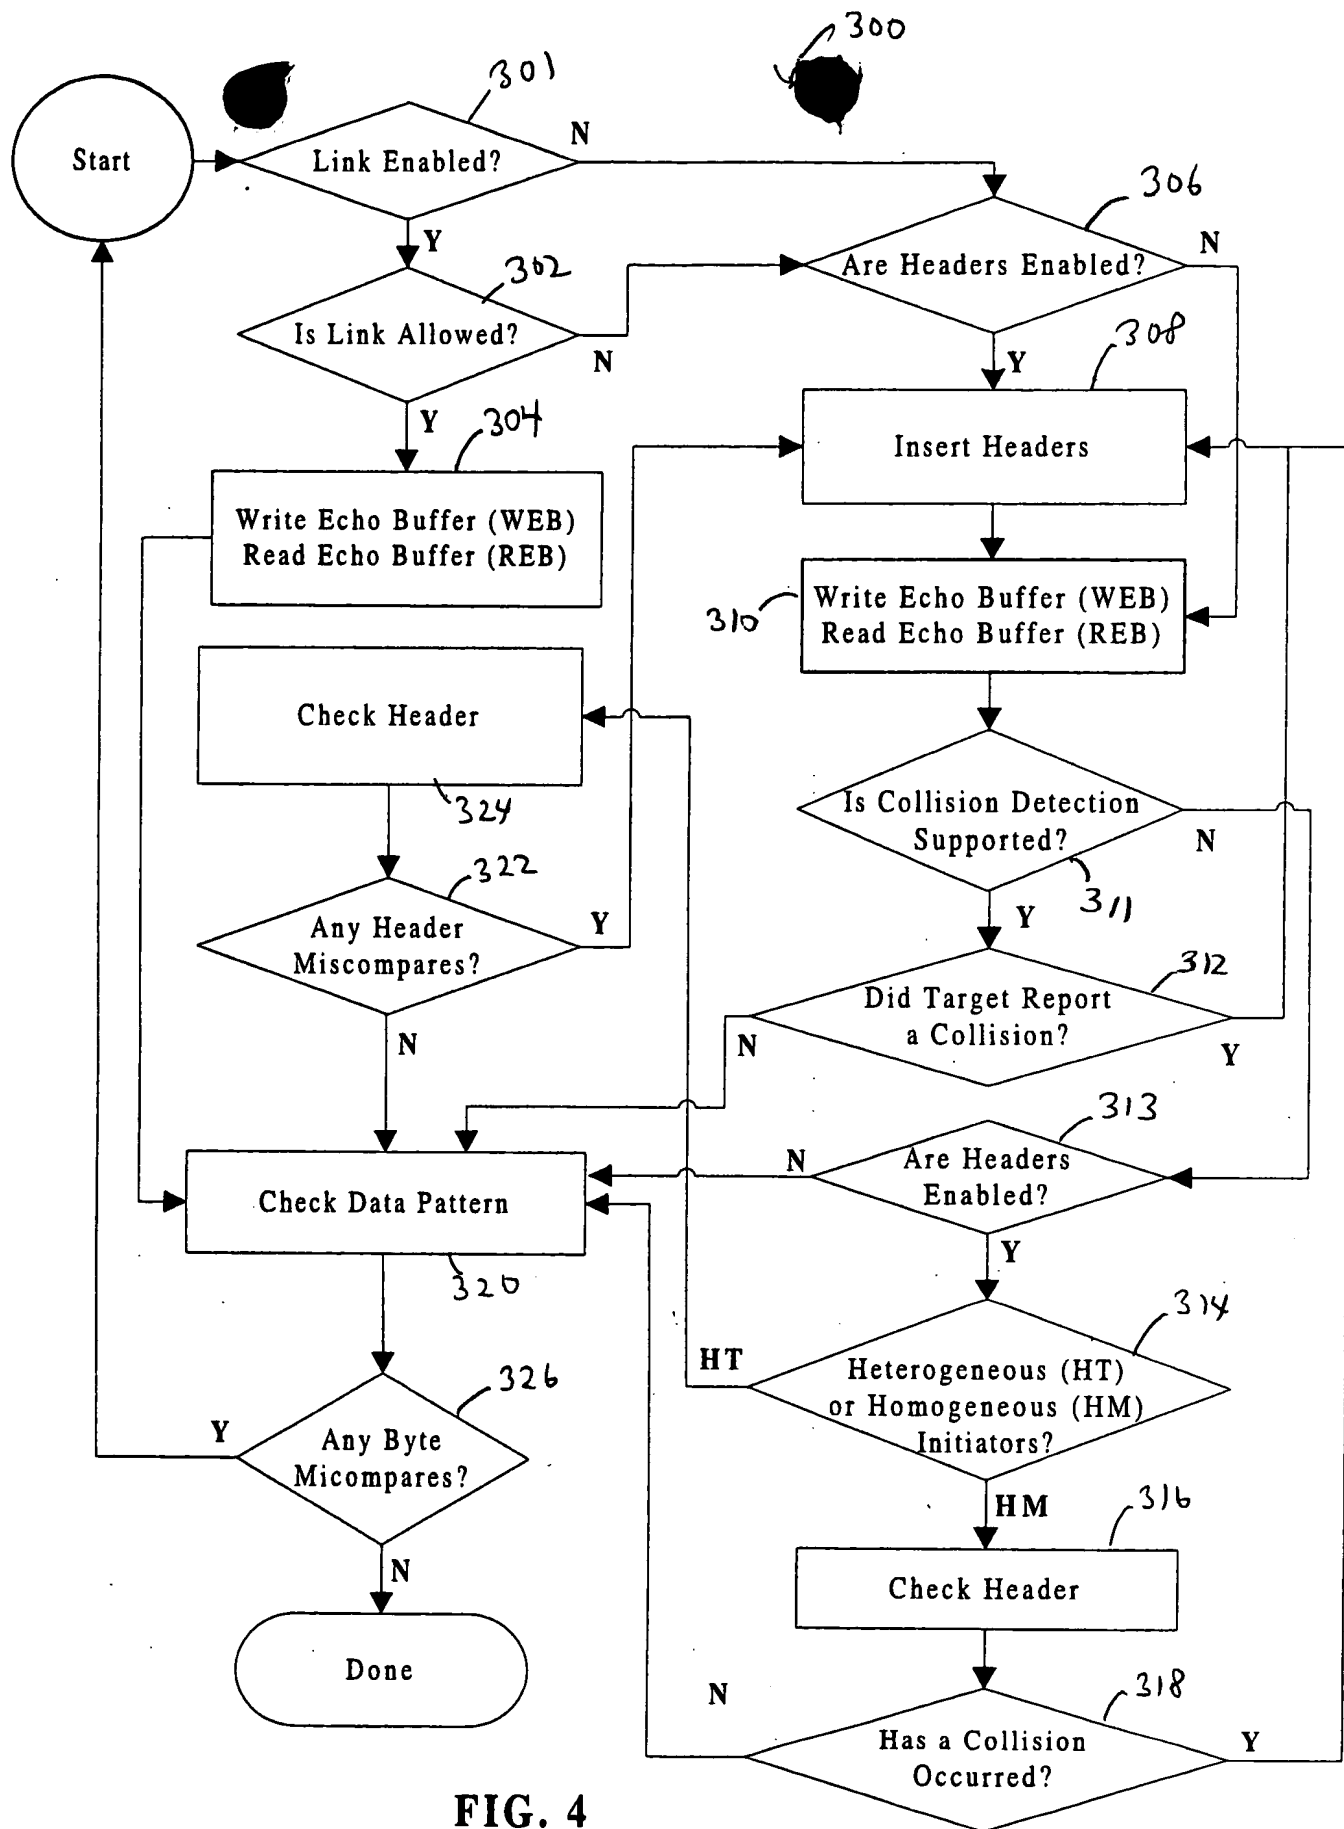 300
301
Start
Link Enabled?
N
306
Are Headers Enabled?
N
Y
302
Is Link Allowed?
N
308
Y
Y
304
Insert Headers
Write Echo Buffer (WEB)
Read Echo Buffer (REB)
310
Write Echo Buffer (WEB)
Read Echo Buffer (REB)
Check Header
324
Is Collision Detection
Supported?
N
311
Y
322
Any Header
Miscompares?
Y
N
312
Did Target Report
a Collision?
N
Y
313
Are Headers
Enabled?
N
Y
Check Data Pattern
320
314
Heterogeneous (HT)
or Homogeneous (HM)
Initiators?
HT
HM
326
Any Byte
Micompares?
Y
N
316
Check Header
Done
318
Has a Collision
Occurred?
N
Y
FIG. 4